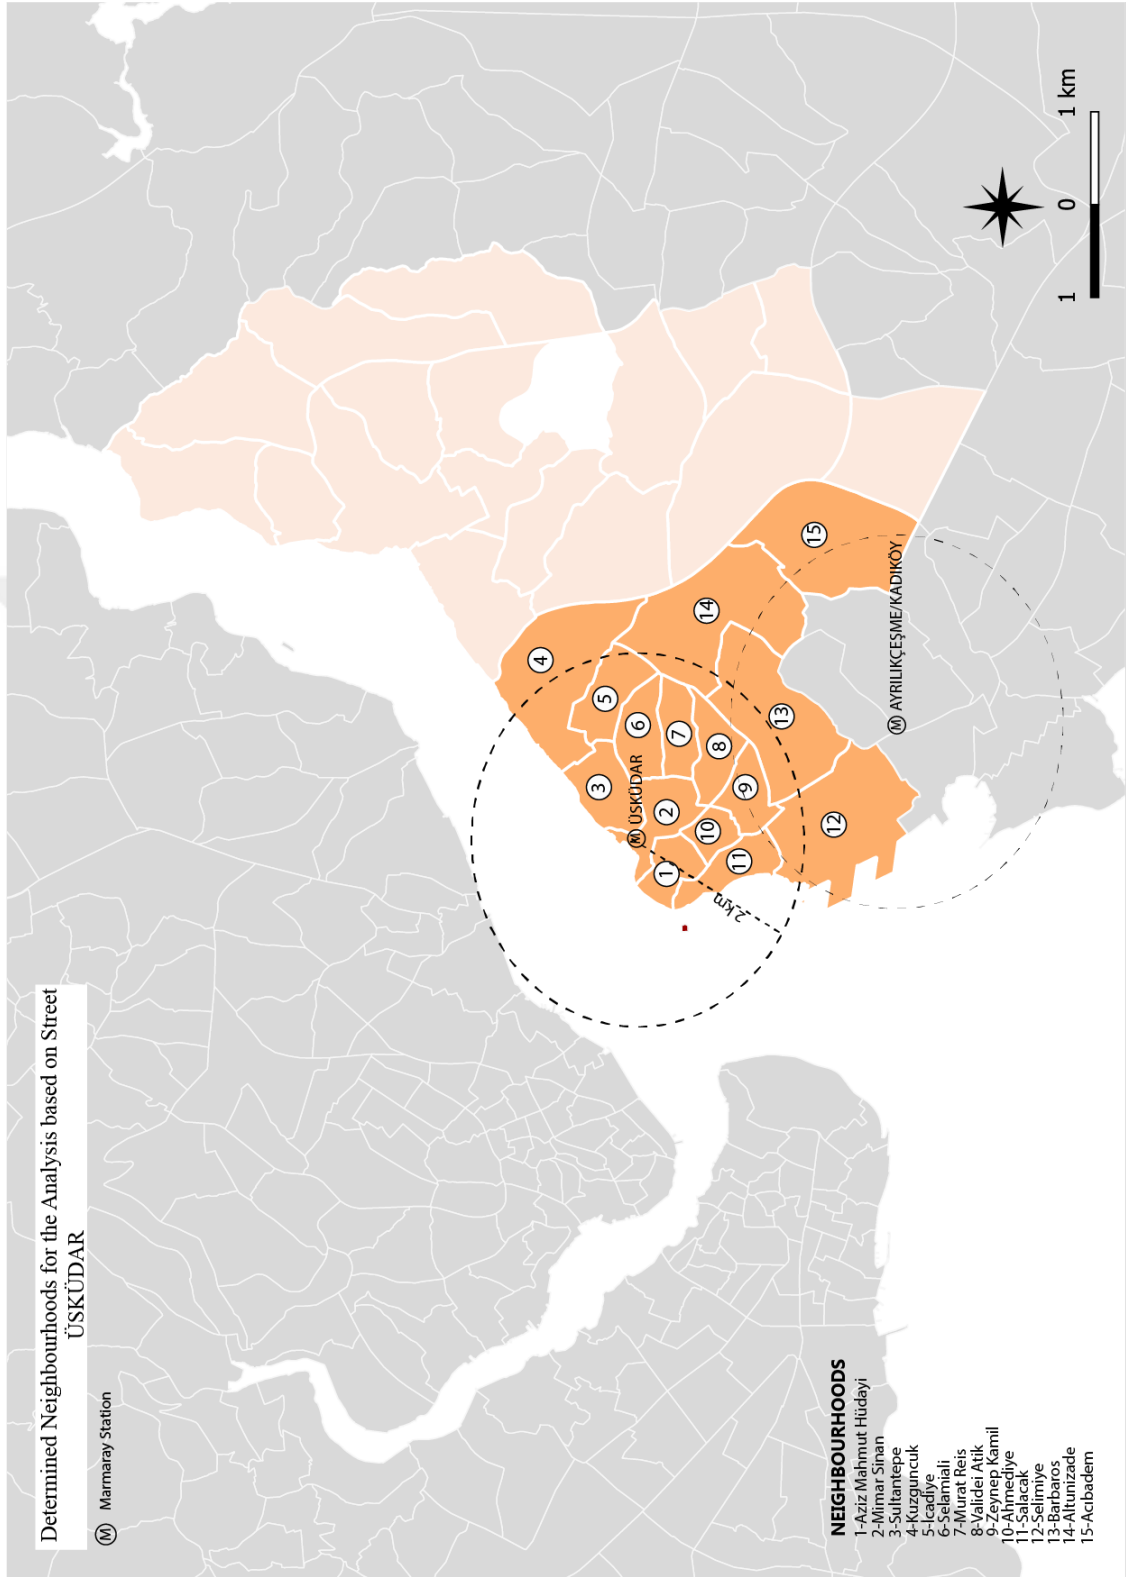 Determined Neighbourhoods for the Analysis based on Street
ÜSKÜDAR
M Marmaray Station
4
5
3
6
M ÜSKÜDAR
7
2
8
1
10
9
11
14
13
15
12
2 km
M AYRILIKÇEŞME/KADIKÖY
NEIGHBOURHOODS
1-Aziz Mahmut Hüdayi
2-Mimar Sinan
3-Sultantepe
4-Kuzguncuk
5-Icadiye
6-Selamiali
7-Murat Reis
8-Validei Atik
9-Zeynep Kamil
10-Ahmediye
11-Salacak
12-Selimiye
13-Barbaros
14-Altunizade
15-Acıbadem
1 0 1 km